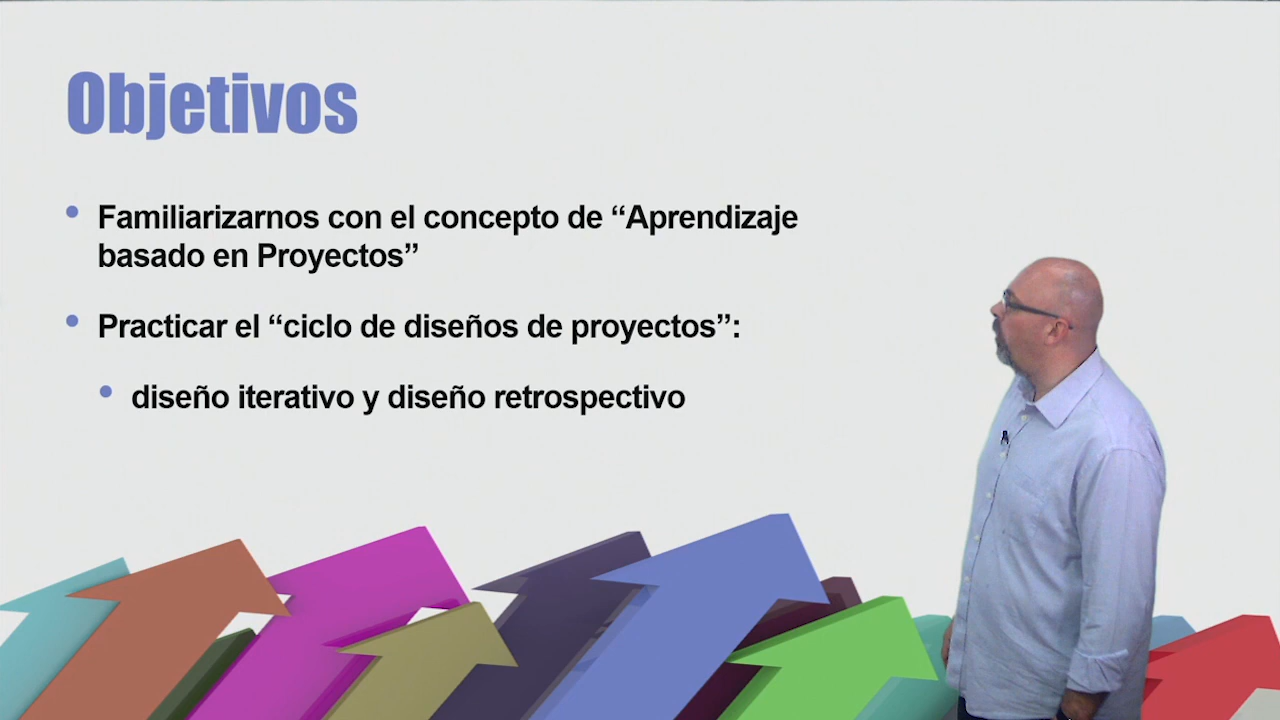 Objetivos
• Familiarizarnos con el concepto de “Aprendizaje
basado en Proyectos”
• Practicar el “ciclo de diseños de proyectos”:
• diseño iterativo y diseño retrospectivo